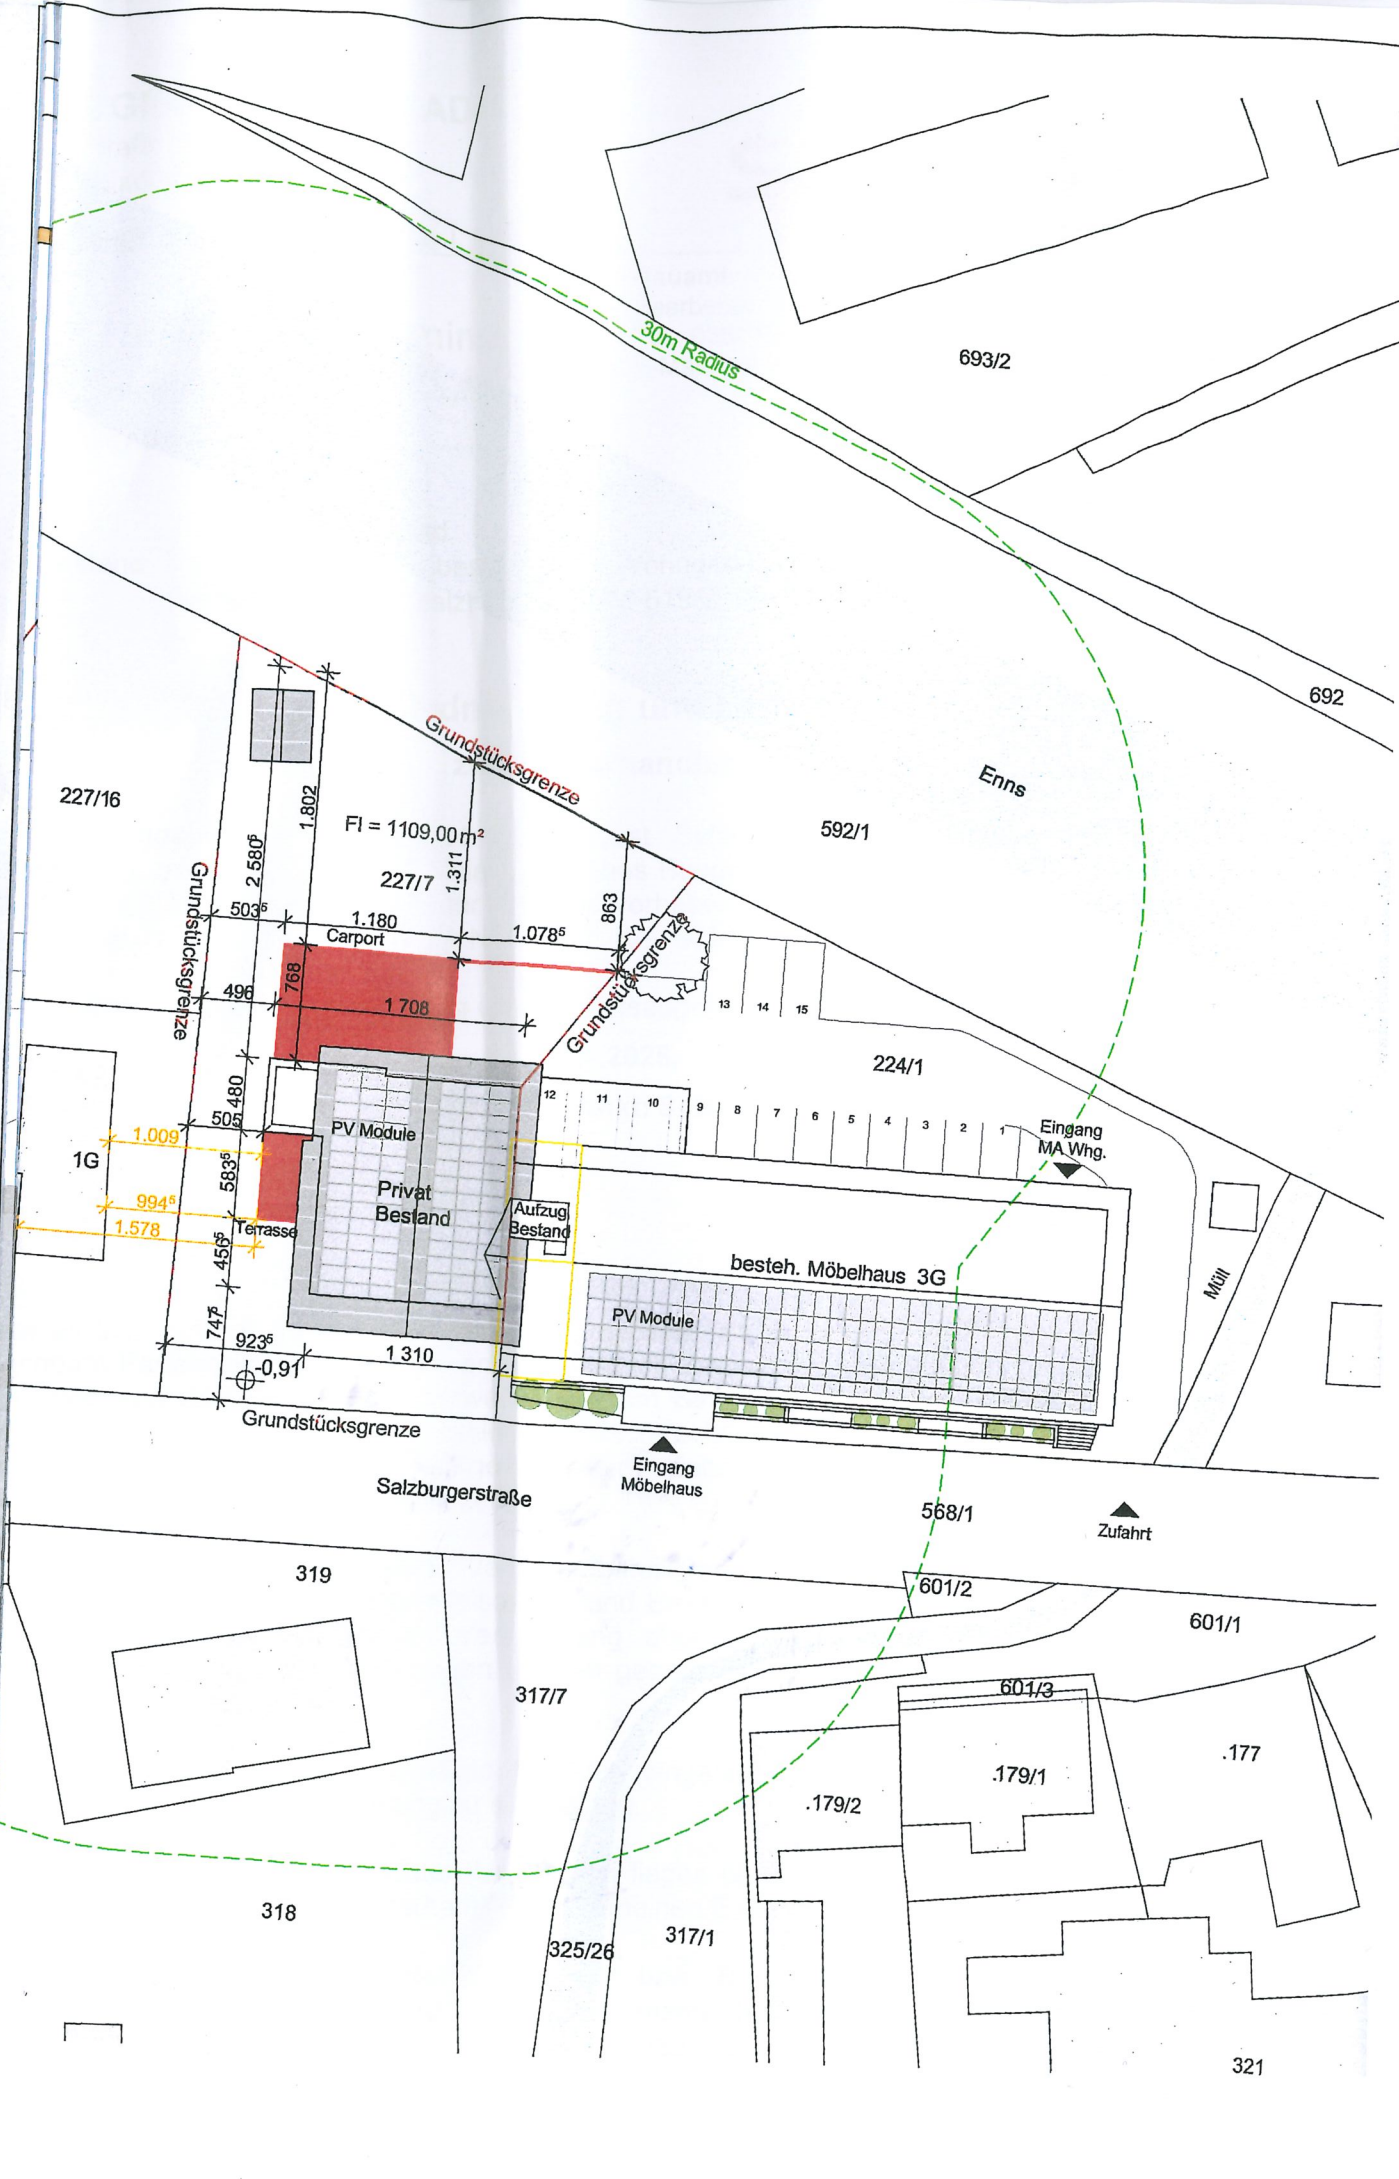 30m Radius
693/2
692
Enns
592/1
Grundstücksgrenze
227/16
1.802
Fl = 1109,00 m²
2 580⁵
1.311
227/7
863
Grundstücksgrenze
503⁵
1.180
1.078⁵
Carport
Grundstücksgrenze
768
496
1 708
13
14
15
224/1
480
12
11
10
9
8
7
6
5
4
3
2
1
505
PV Module
Eingang
MA Whg.
1.009
1G
583⁵
Privat
Bestand
994⁵
1.578
Terrasse
Aufzug
Bestand
456⁵
besteh. Möbelhaus 3G
Müll
PV Module
747⁵
923⁵
1 310
-0,91
Grundstücksgrenze
Eingang
Möbelhaus
Salzburgerstraße
568/1
Zufahrt
319
601/2
601/1
317/7
601/3
.177
.179/1
.179/2
318
325/26
317/1
321